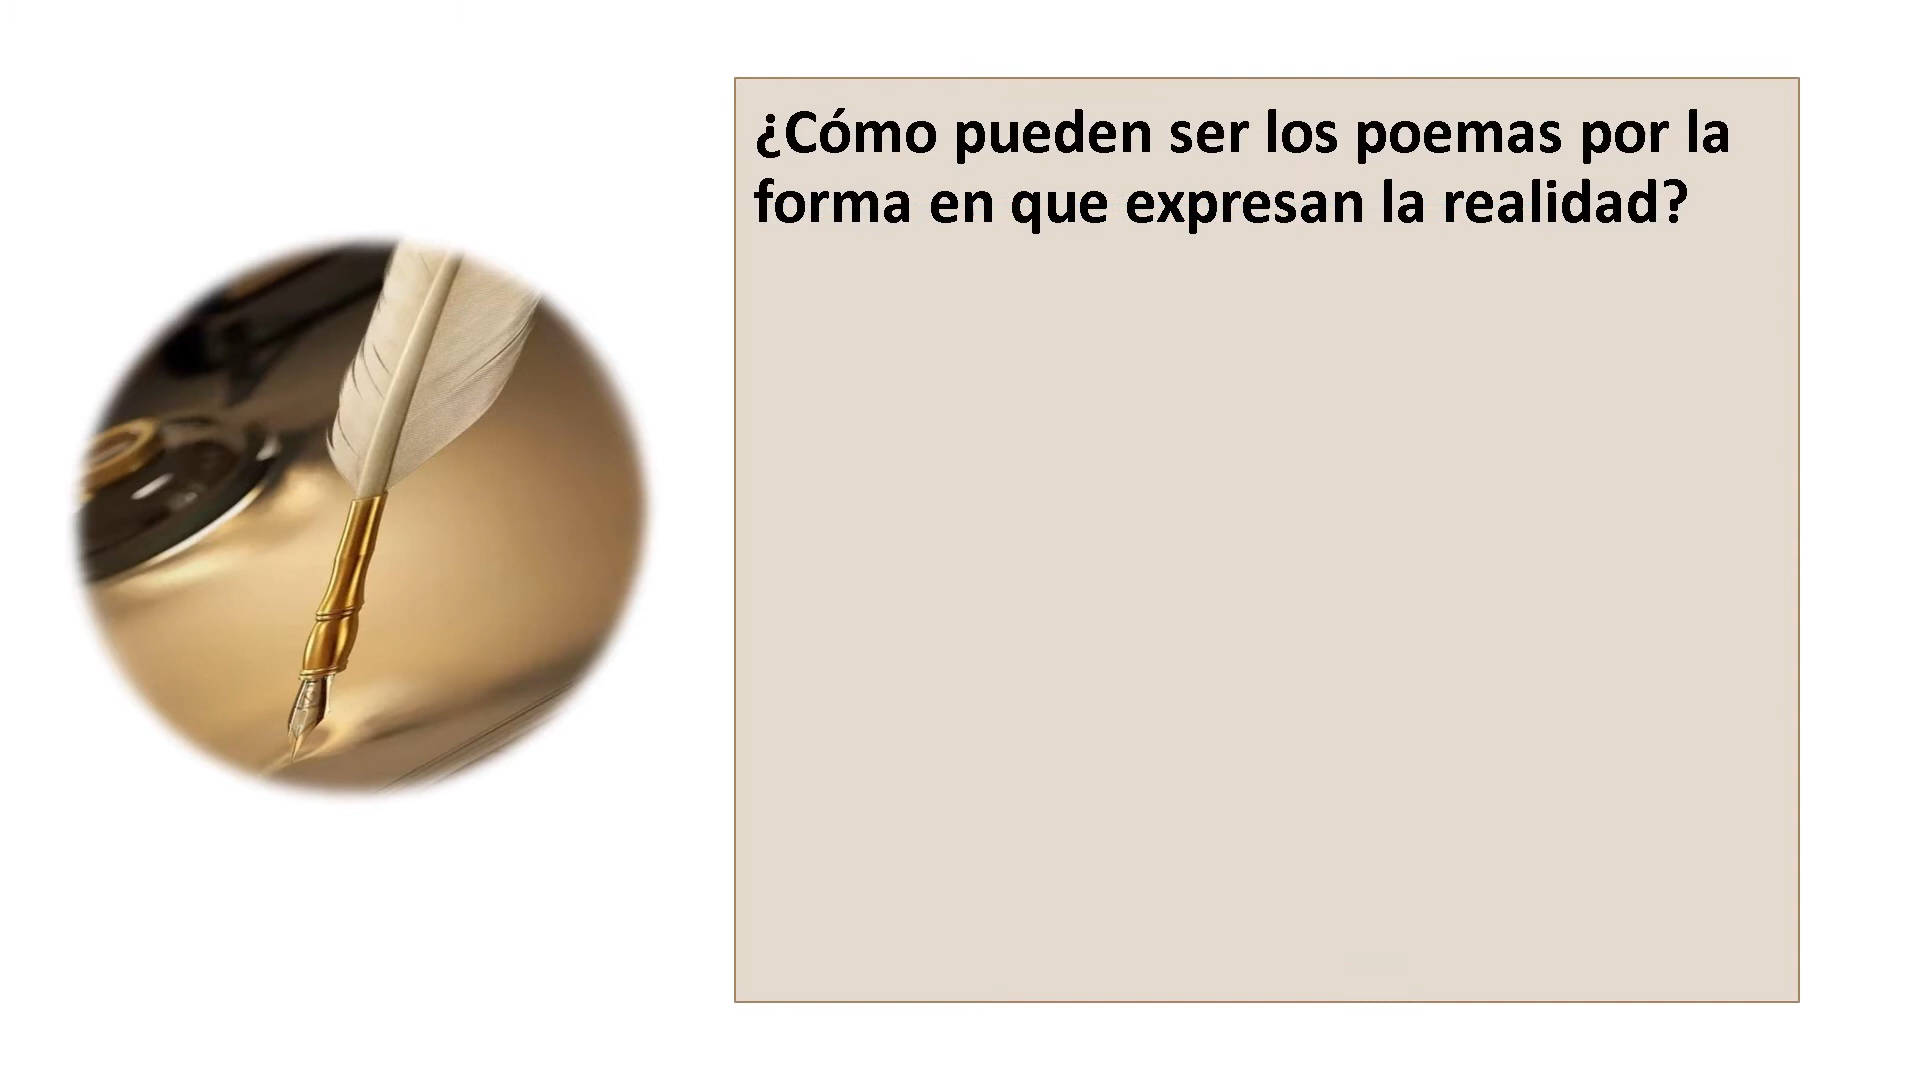 ¿Cómo pueden ser los poemas por la
forma en que expresan la realidad?